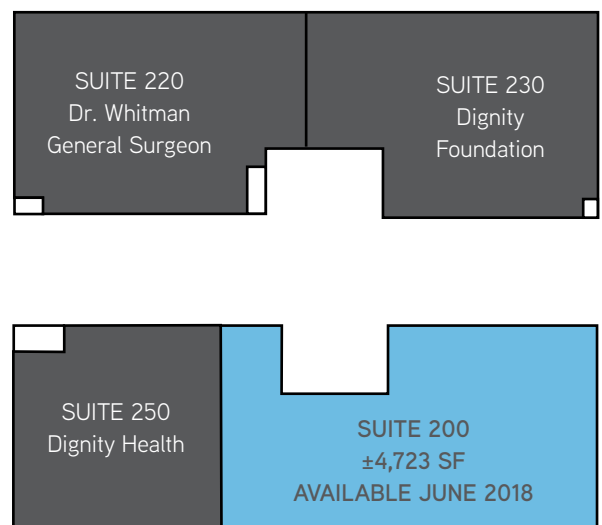 SUITE 220
Dr. Whitman
General Surgeon
SUITE 230
Dignity
Foundation
SUITE 250
Dignity Health
SUITE 200
±4,723 SF
AVAILABLE JUNE 2018